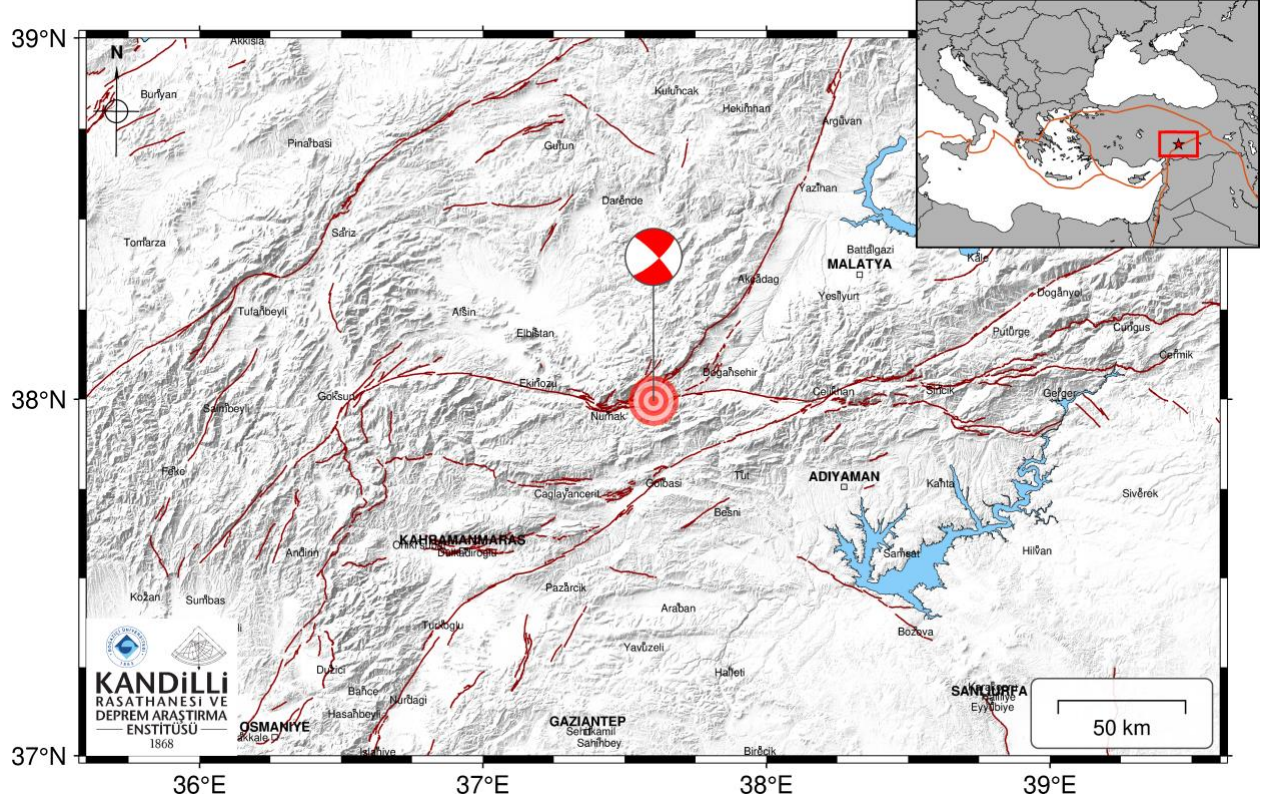 39°N
38°N
37°N
36°E
37°E
38°E
39°E
N
Akkisla
Bunyan
Pinarbasi
Kuluncak
Hekimhan
Arguvan
Gurun
Yazihan
Darende
Sariz
Tomarza
Battalgazi
MALATYA
Kale
Akcadag
Yesilyurt
Doganyol
Tufanbeyli
Afsin
Elbistan
Puturge
Cungus
Cermik
Dogansehir
Ekinozu
Goksun
Celikhan
Sincik
Gerger
Saimbeyli
Nurhak
Feke
Golbasi
Tut
ADIYAMAN
Kahta
Siverek
Caglayancerit
Besni
KAHRAMANMARAS
Dulkadiroglu
Andirin
Samsat
Hilvan
Kozan
Sumbas
Pazarcik
Araban
Turkoglu
Bozova
Yavuzeli
Duzici
Halfeti
Bahce
Nurdagi
Hasanbeyli
SANLIURFA
Eyyubiye
OSMANIYE
GAZIANTEP
Sehitkamil
Sahinbey
Islahiye
Birecik
KANDiLLi
RASATHANESi VE
DEPREM ARAŞTIRMA
ENSTİTÜSÜ
1868
50 km